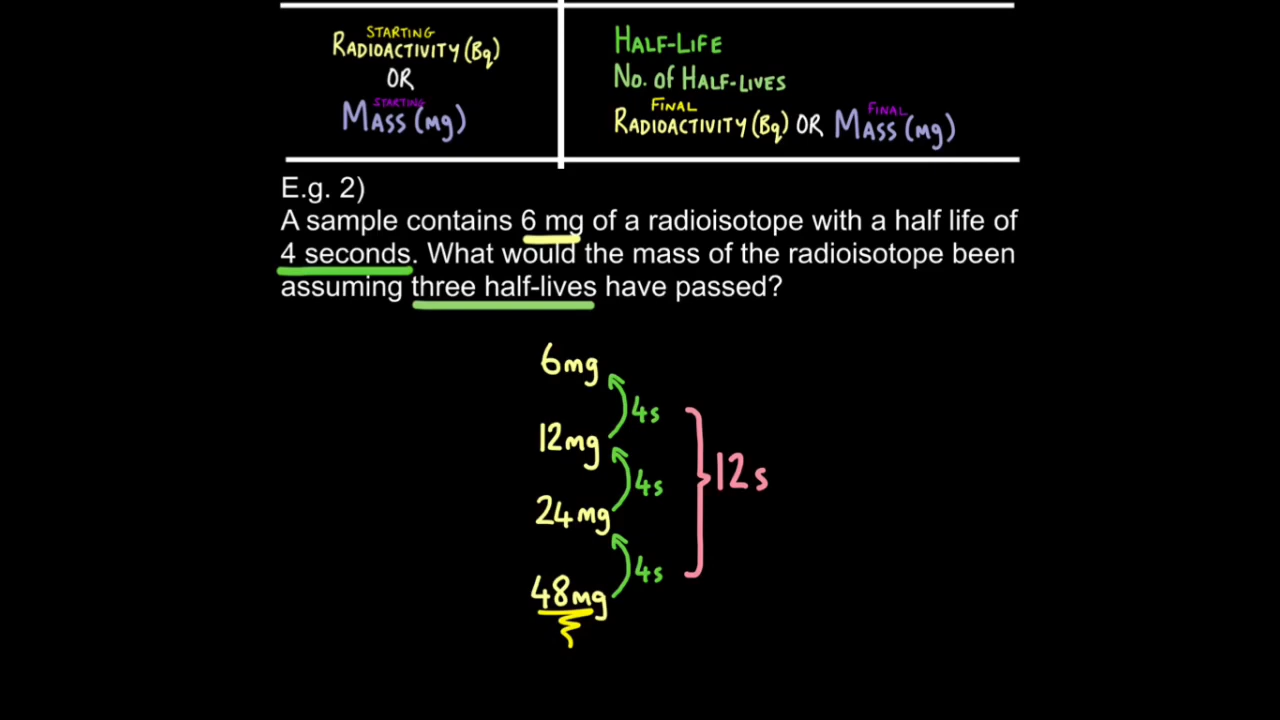 STARTING
RADIOACTIVITY (Bq)
OR
STARTING
MASS (mg)
HALF-LIFE
NO. OF HALF-LIVES
FINAL FINAL
RADIOACTIVITY (Bq) OR MASS (mg)
E.g. 2)
A sample contains 6 mg of a radioisotope with a half life of
4 seconds. What would the mass of the radioisotope been
assuming three half-lives have passed?
6mg
4s
12mg
12s
4s
24mg
4s
48mg